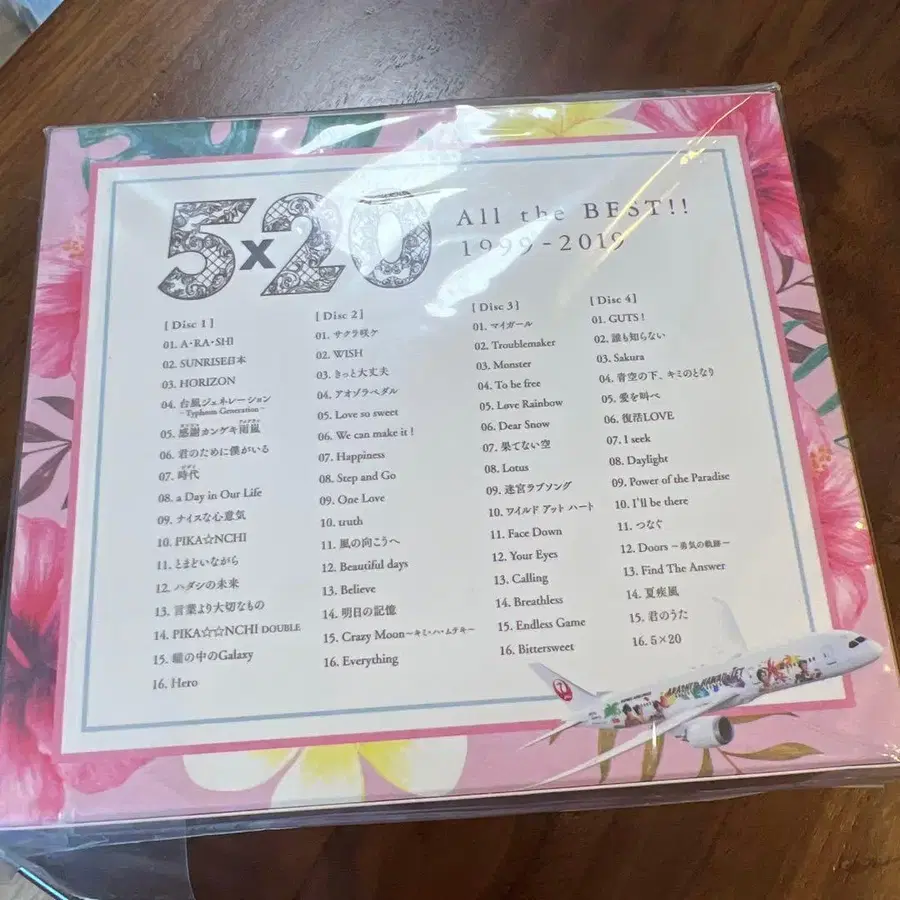 5x20
All the BEST!!
1999-2019
[Disc 1]
01. A・RA・SHI
02. SUNRISE日本
03. HORIZON
04. 台風ジェネレーション
-Typhoon Generation-
05. 感謝カンゲキ雨嵐
06. 君のために僕がいる
07. 時代
08. a Day in Our Life
09. ナイスな心意気
10. PIKA☆NCHI
11. とまどいながら
12. ハダシの未来
13. 言葉より大切なもの
14. PIKA☆☆NCHI DOUBLE
15. 瞳の中のGalaxy
16. Hero
[Disc 2]
01. サクラ咲ケ
02. WISH
03. きっと大丈夫
04. アオゾラペダル
05. Love so sweet
06. We can make it !
07. Happiness
08. Step and Go
09. One Love
10. truth
11. 風の向こうへ
12. Beautiful days
13. Believe
14. 明日の記憶
15. Crazy Moon～キミ・ハ・ムテキ～
16. Everything
[Disc 3]
01. マイガール
02. Troublemaker
03. Monster
04. To be free
05. Løve Rainbow
06. Dear Snow
07. 果てない空
08. Lotus
09. 迷宮ラブソング
10. ワイルド アット ハート
11. Face Down
12. Your Eyes
13. Calling
14. Breathless
15. Endless Game
16. Bittersweet
[Disc 4]
01. GUTS !
02. 誰も知らない
03. Sakura
04. 青空の下、キミのとなり
05. 愛を叫べ
06. 復活LOVE
07. I seek
08. Daylight
09. Power of the Paradise
10. I'll be there
11. つなぐ
12. Doors ～勇気の軌跡～
13. Find The Answer
14. 夏疾風
15. 君のうた
16. 5×20
ARASHI HAWAII JET